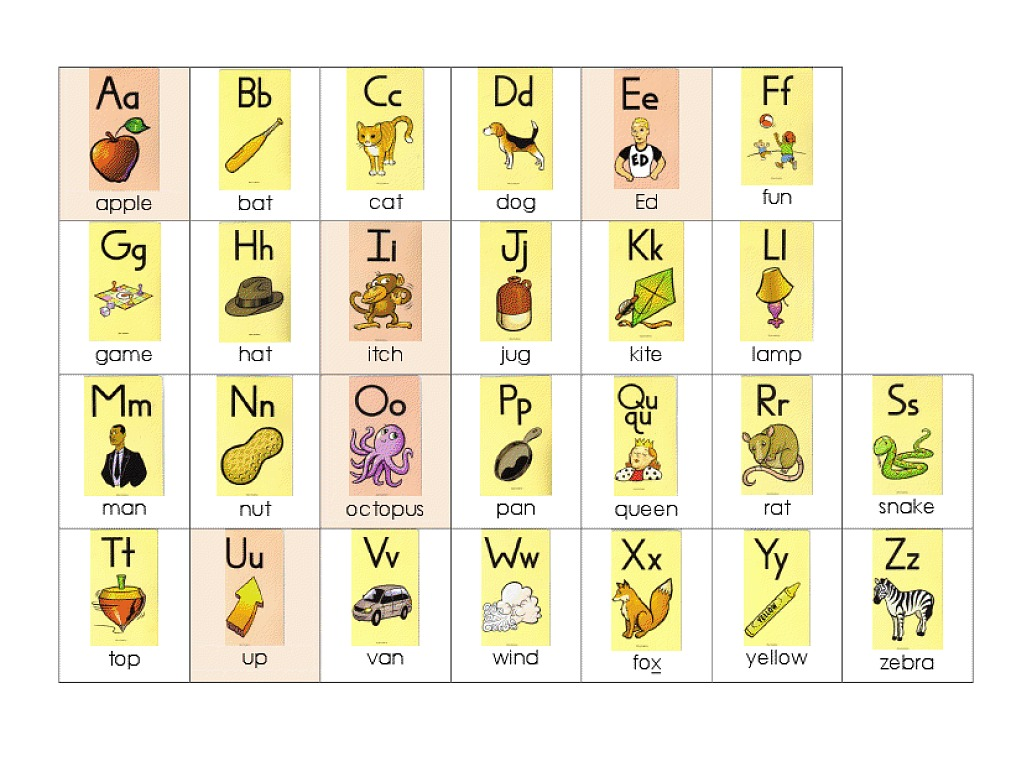 Aa Bb Cc Dd Ee Ff
ED
apple bat cat dog Ed fun
Gg Hh Ii Jj Kk Ll
game hat itch jug kite lamp
Mm Nn Oo Pp Qu qu Rr Ss
man nut octopus pan queen rat snake
Tt Uu Vv Ww Xx Yy Zz
YELLOW
top up van wind fox yellow zebra